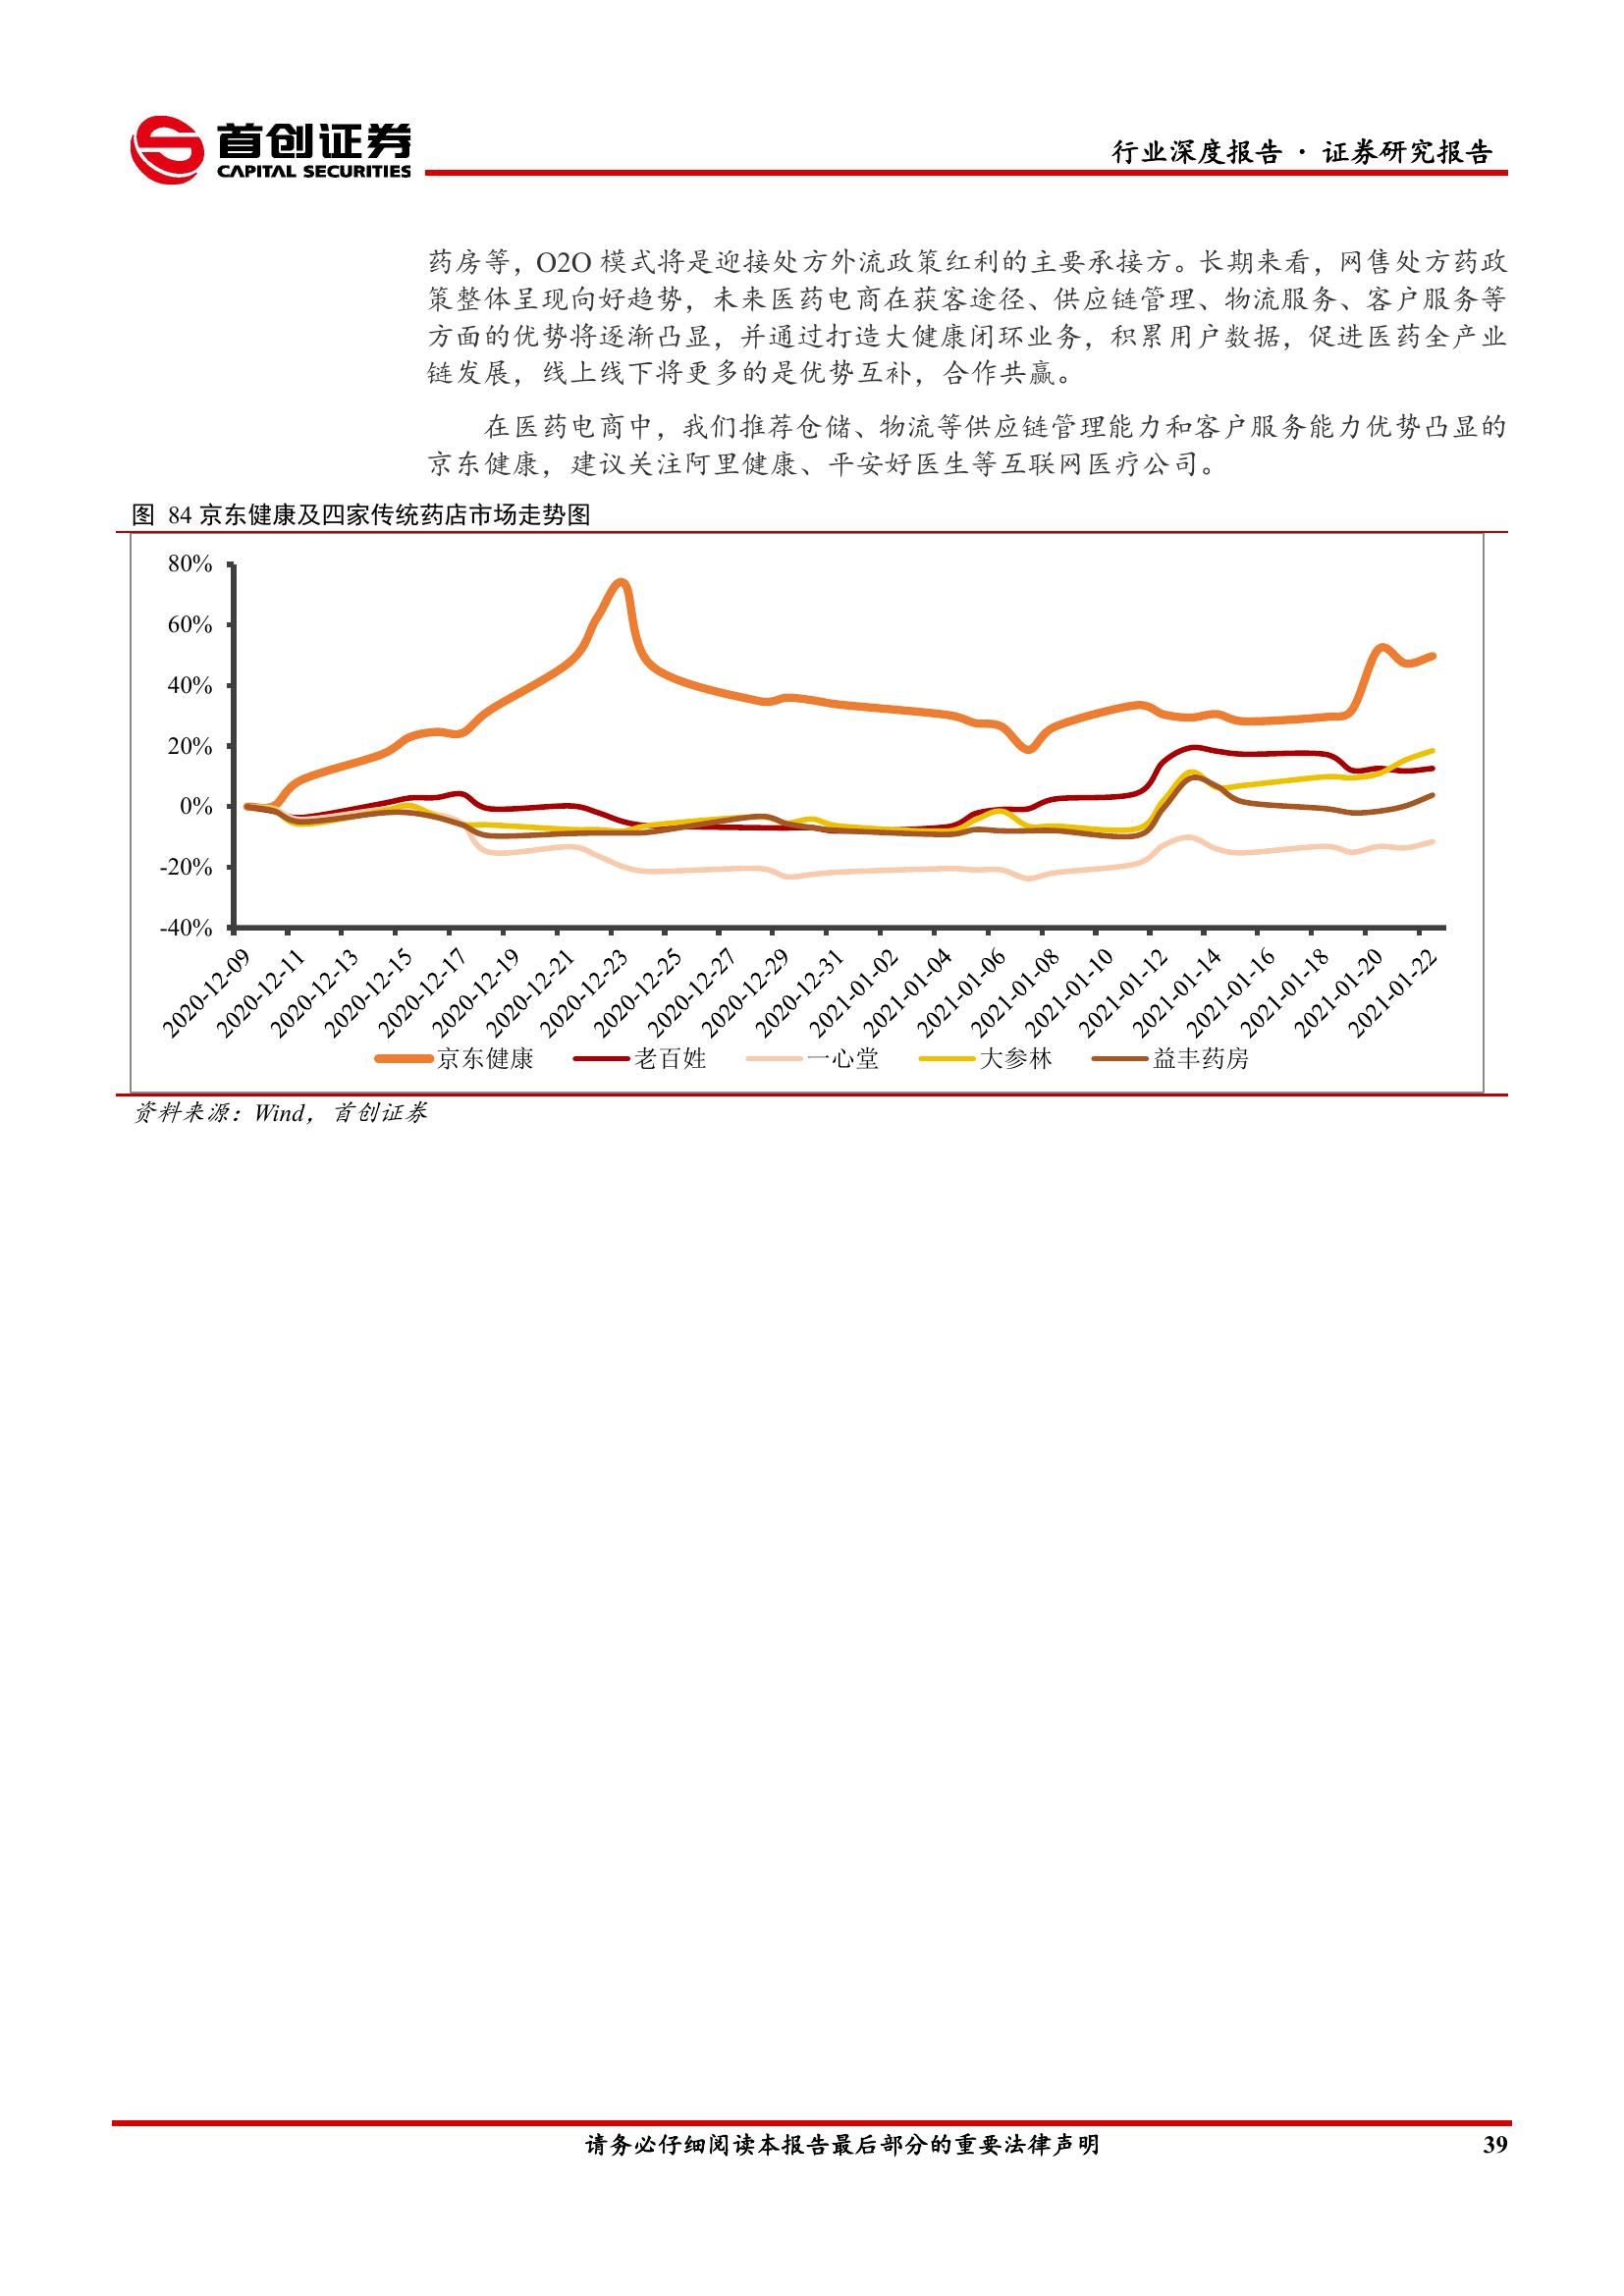 首创证券
CAPITAL SECURITIES
行业深度报告 · 证券研究报告
药房等，O2O 模式将是迎接处方外流政策红利的主要承接方。长期来看，网售处方药政
策整体呈现向好趋势，未来医药电商在获客途径、供应链管理、物流服务、客户服务等
方面的优势将逐渐凸显，并通过打造大健康闭环业务，积累用户数据，促进医药全产业
链发展，线上线下将更多的是优势互补，合作共赢。
在医药电商中，我们推荐仓储、物流等供应链管理能力和客户服务能力优势凸显的
京东健康，建议关注阿里健康、平安好医生等互联网医疗公司。
图 84 京东健康及四家传统药店市场走势图
80%
60%
40%
20%
0%
-20%
-40%
2020-12-09
2020-12-11
2020-12-13
2020-12-15
2020-12-17
2020-12-19
2020-12-21
2020-12-23
2020-12-25
2020-12-27
2020-12-29
2020-12-31
2021-01-02
2021-01-04
2021-01-06
2021-01-08
2021-01-10
2021-01-12
2021-01-14
2021-01-16
2021-01-18
2021-01-20
2021-01-22
京东健康 老百姓 一心堂 大参林 益丰药房
资料来源：Wind，首创证券
请务必仔细阅读本报告最后部分的重要法律声明 39